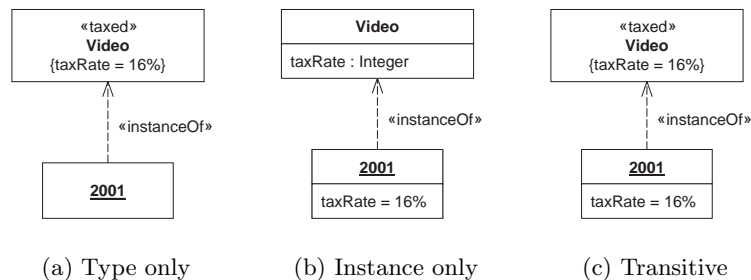 «taxed»
Video
{taxRate = 16%}
«instanceOf»
2001
(a) Type only
Video
taxRate : Integer
«instanceOf»
2001
taxRate = 16%
(b) Instance only
«taxed»
Video
{taxRate = 16%}
«instanceOf»
2001
taxRate = 16%
(c) Transitive